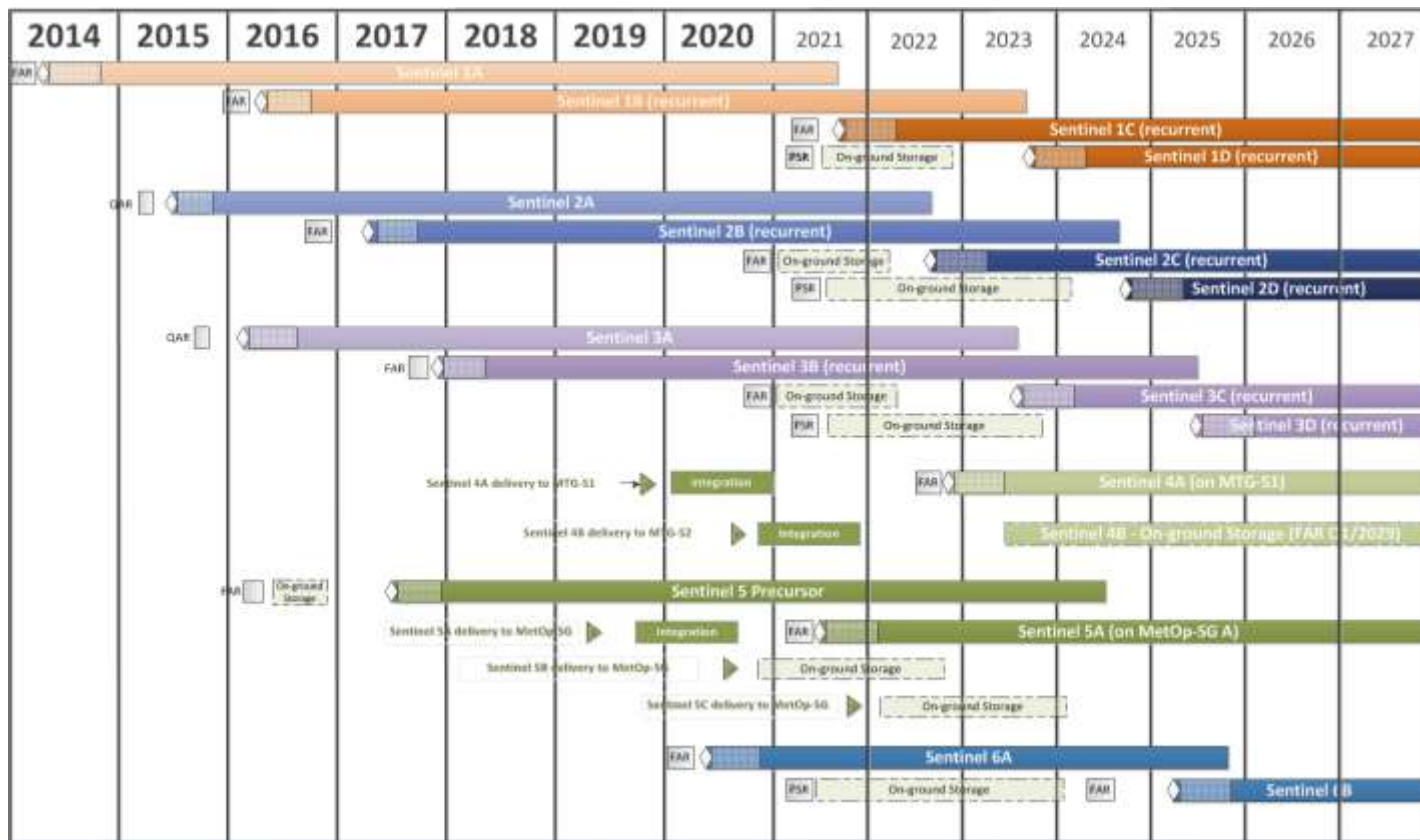 2014 2015 2016 2017 2018 2019 2020 2021 2022 2023 2024 2025 2026 2027
FAR Sentinel 1A
FAR Sentinel 1B (recurrent)
FAR Sentinel 1C (recurrent)
PSR On-ground Storage Sentinel 1D (recurrent)
QAR Sentinel 2A
FAR Sentinel 2B (recurrent)
FAR On-ground Storage Sentinel 2C (recurrent)
PSR On-ground Storage Sentinel 2D (recurrent)
QAR Sentinel 3A
FAR Sentinel 3B (recurrent)
FAR On-ground Storage Sentinel 3C (recurrent)
PSR On-ground Storage Sentinel 3D (recurrent)
Sentinel 4A delivery to MTG-S1 Integration FAR Sentinel 4A (on MTG-S1)
Sentinel 4B delivery to MTG-S2 Integration Sentinel 4B - On-ground Storage (FAR Q1/2029)
FAR On-ground Storage Sentinel 5 Precursor
Sentinel 5A delivery to MetOp-SG Integration FAR Sentinel 5A (on MetOp-SG A)
Sentinel 5B delivery to MetOp-SG On-ground Storage
Sentinel 5C delivery to MetOp-SG On-ground Storage
FAR Sentinel 6A
PSR On-ground Storage FAR Sentinel 6B